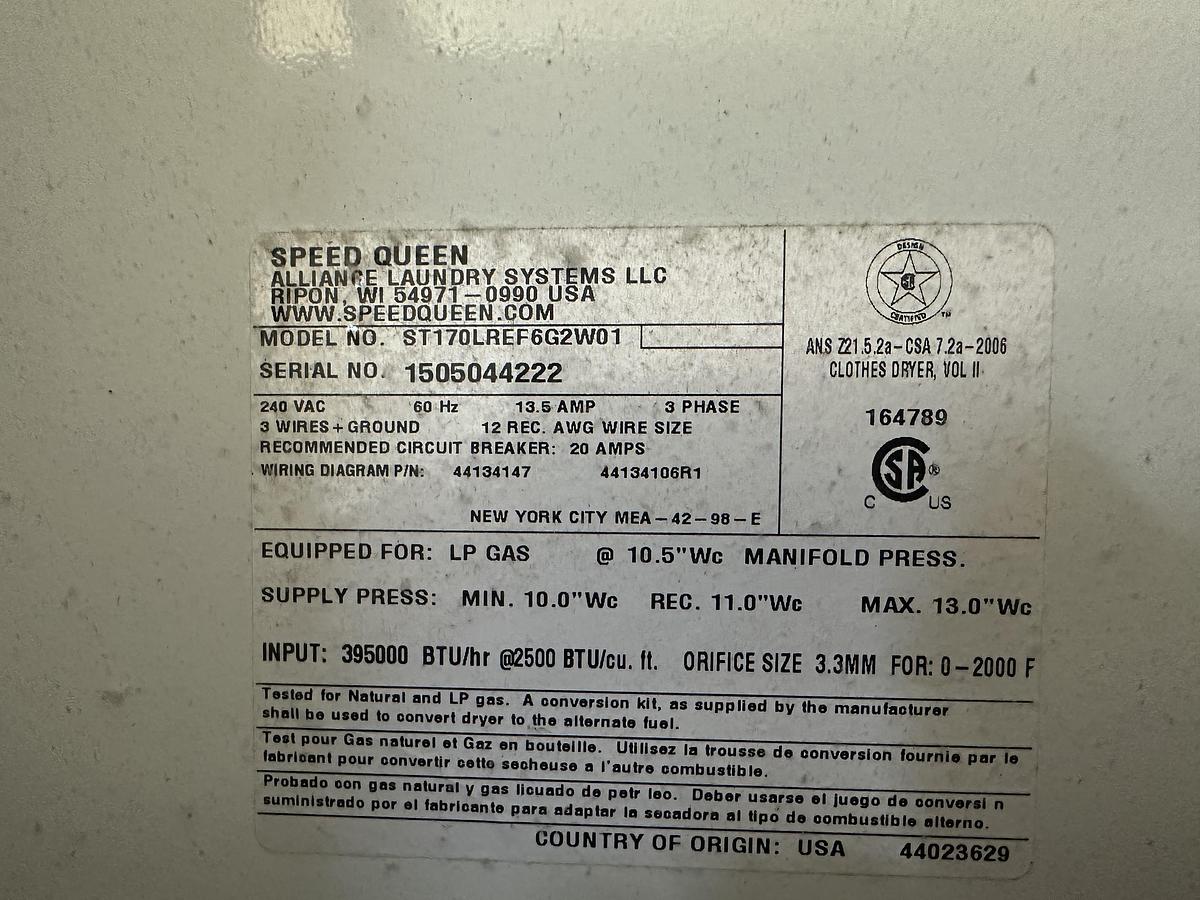 SPEED QUEEN
ALLIANCE LAUNDRY SYSTEMS LLC
RIPON, WI 54971-0990 USA
WWW.SPEEDQUEEN.COM
MODEL NO. ST170LREF6G2W01
SERIAL NO. 1505044222
240 VAC 60 Hz 13.5 AMP 3 PHASE
3 WIRES + GROUND 12 REC. AWG WIRE SIZE
RECOMMENDED CIRCUIT BREAKER: 20 AMPS
WIRING DIAGRAM P/N: 44134147 44134106R1
NEW YORK CITY MEA-42-98-E
DESIGN
CERTIFIED
TM
ANS Z21.5.2a-CSA 7.2a-2006
CLOTHES DRYER, VOL II
164789
CSA®
C US
EQUIPPED FOR: LP GAS @ 10.5"Wc MANIFOLD PRESS.
SUPPLY PRESS: MIN. 10.0"Wc REC. 11.0"Wc MAX. 13.0"Wc
INPUT: 395000 BTU/hr @2500 BTU/cu. ft. ORIFICE SIZE 3.3MM FOR: 0-2000 F
Tested for Natural and LP gas. A conversion kit, as supplied by the manufacturer
shall be used to convert dryer to the alternate fuel.
Test pour Gas naturel et Gaz en bouteille. Utilisez la trousse de conversion fournie par le
fabricant pour convertir cette secheuse a l'autre combustible.
Probado con gas natural y gas licuado de petr leo. Deber usarse el juego de conversi n
suministrado por el fabricante para adaptar la secadora al tipo de combustible alterno.
COUNTRY OF ORIGIN: USA 44023629